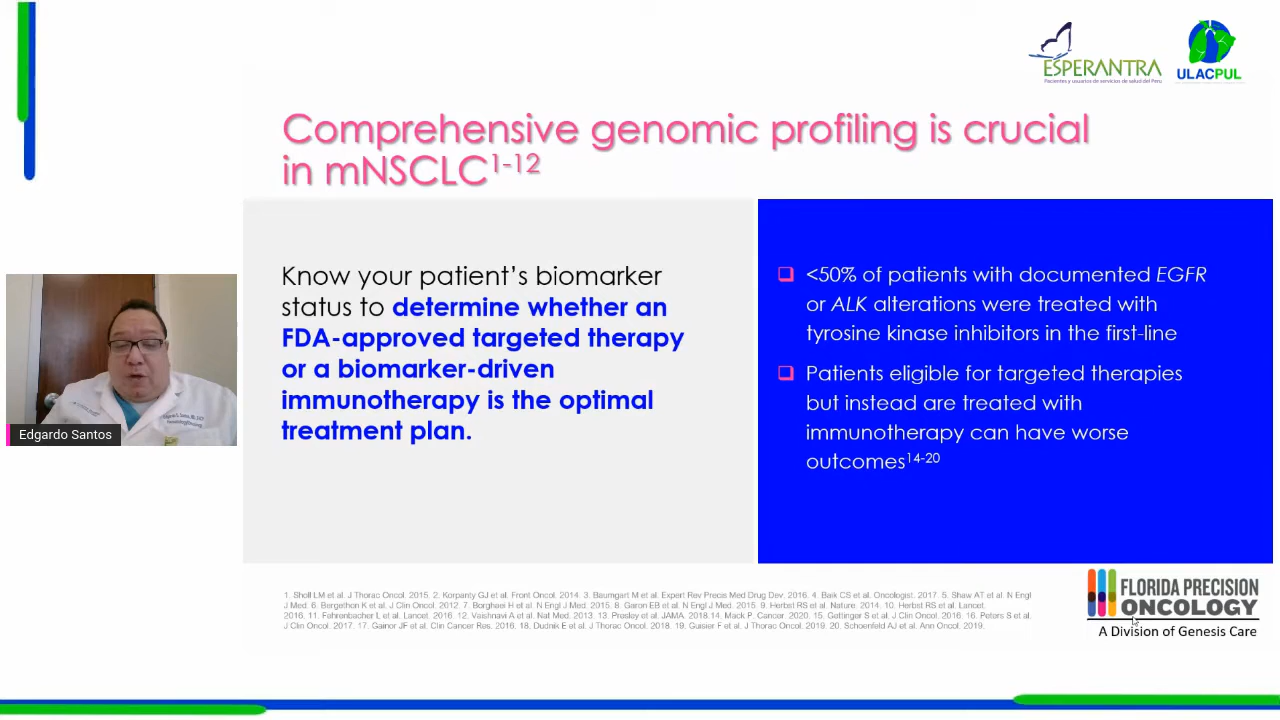 ESPERANTRA
Pacientes y usuarios de servicios de salud del Perú
ULACPUL
Comprehensive genomic profiling is crucial
in mNSCLC1-12
Know your patient’s biomarker
status to determine whether an
FDA-approved targeted therapy
or a biomarker-driven
immunotherapy is the optimal
treatment plan.
<50% of patients with documented EGFR
or ALK alterations were treated with
tyrosine kinase inhibitors in the first-line
Patients eligible for targeted therapies
but instead are treated with
immunotherapy can have worse
outcomes14-20
Edgardo Santos
1. Sholl LM et al. J Thorac Oncol. 2015. 2. Korpanty GJ et al. Front Oncol. 2014. 3. Baumgart M et al. Expert Rev Precis Med Drug Dev. 2016. 4. Baik CS et al. Oncologist. 2017. 5. Shaw AT et al. N Engl
J Med. 6. Bergethon K et al. J Clin Oncol. 2012. 7. Borghaei H et al. N Engl J Med. 2015. 8. Garon EB et al. N Engl J Med. 2015. 9. Herbst RS et al. Nature. 2014. 10. Herbst RS et al. Lancet.
2016. 11. Fehrenbacher L et al. Lancet. 2016. 12. Vaishnavi A et al. Nat Med. 2013. 13. Presley et al. JAMA. 2018.14. Mack P. Cancer. 2020. 15. Gettinger S et al. J Clin Oncol. 2016. 16. Peters S et al.
J Clin Oncol. 2017. 17. Gainor JF et al. Clin Cancer Res. 2016. 18. Dudnik E et al. J Thorac Oncol. 2018. 19. Guisier F et al. J Thorac Oncol. 2019. 20. Schoenfeld AJ et al. Ann Oncol. 2019.
FLORIDA PRECISION
ONCOLOGY
A Division of Genesis Care